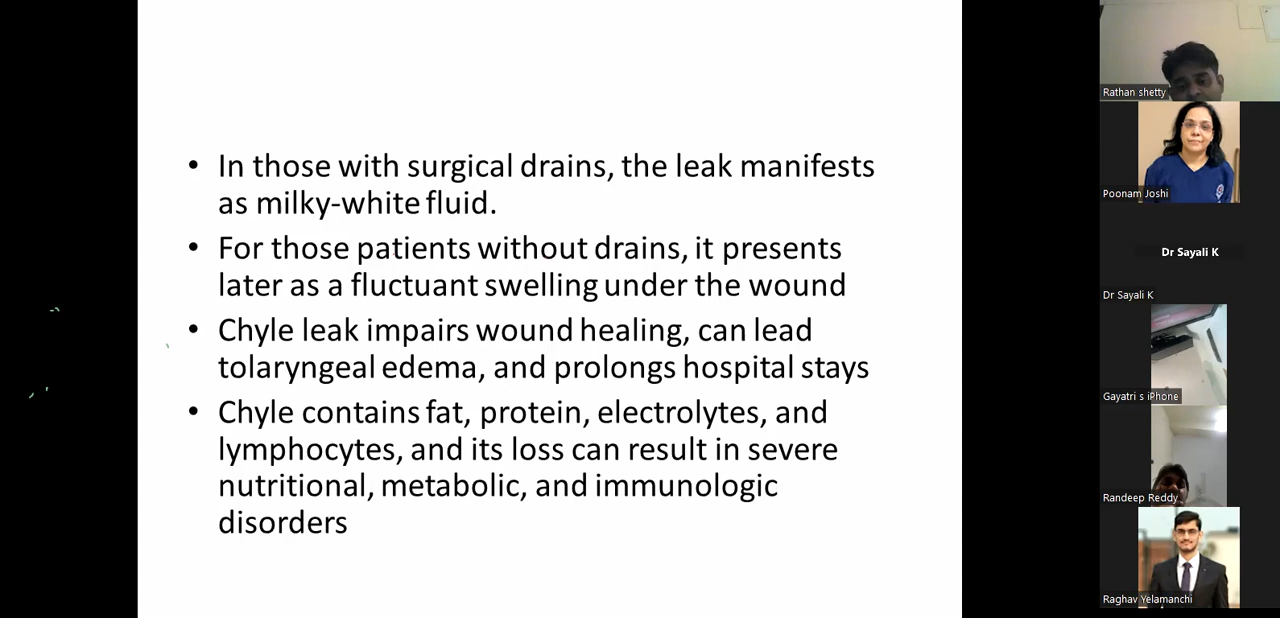 • In those with surgical drains, the leak manifests
as milky-white fluid.
• For those patients without drains, it presents
later as a fluctuant swelling under the wound
• Chyle leak impairs wound healing, can lead
tolaryngeal edema, and prolongs hospital stays
• Chyle contains fat, protein, electrolytes, and
lymphocytes, and its loss can result in severe
nutritional, metabolic, and immunologic
disorders
Rathan shetty
Poonam Joshi
Dr Sayali K
Dr Sayali K
Gayatri s iPhone
Randeep Reddy
Raghav Yelamanchi